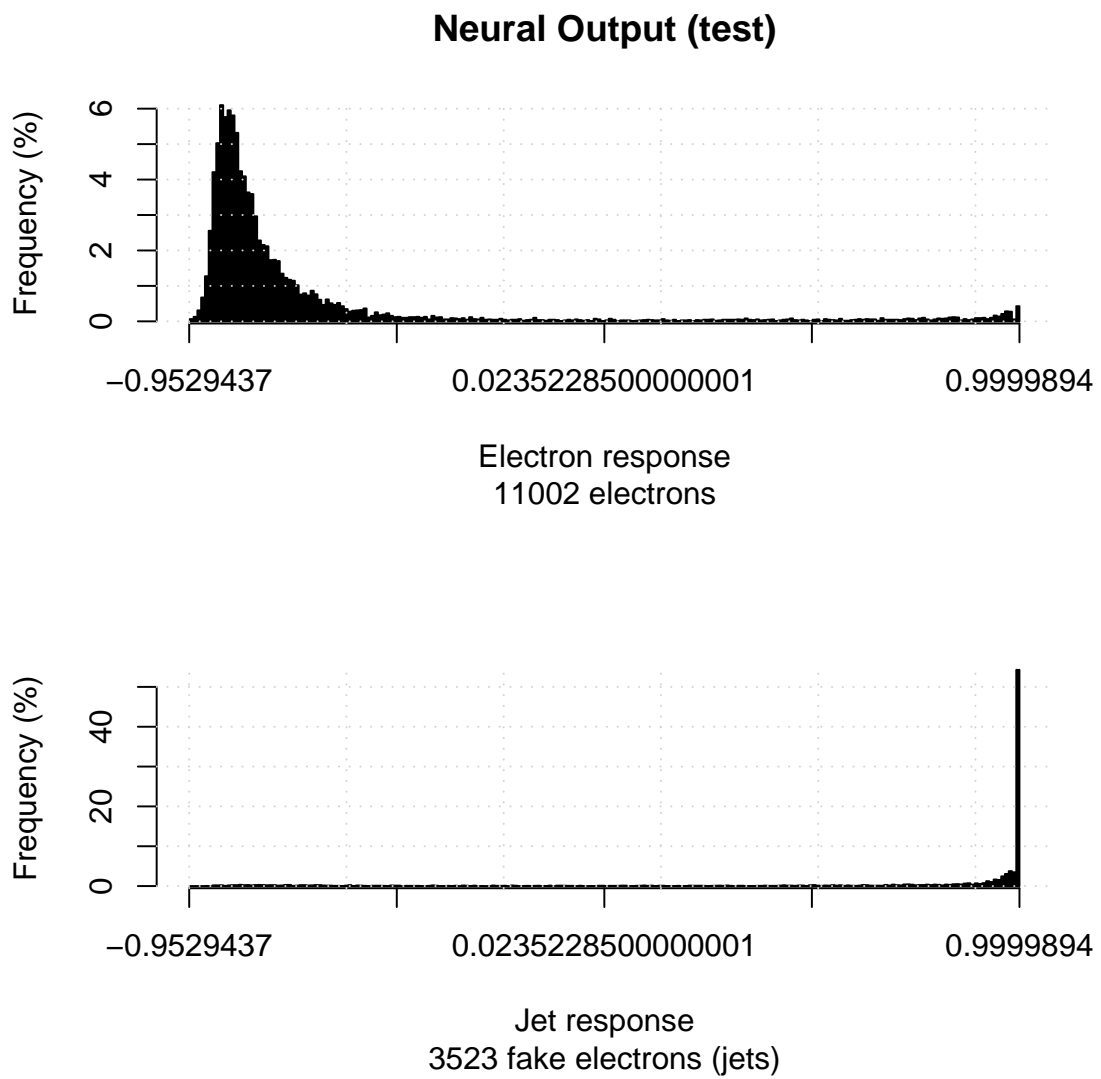 Neural Output (test)
Frequency (%)
6
4
2
0
−0.9529437 0.0235228500000001 0.9999894
Electron response
11002 electrons
Frequency (%)
40
20
0
−0.9529437 0.0235228500000001 0.9999894
Jet response
3523 fake electrons (jets)